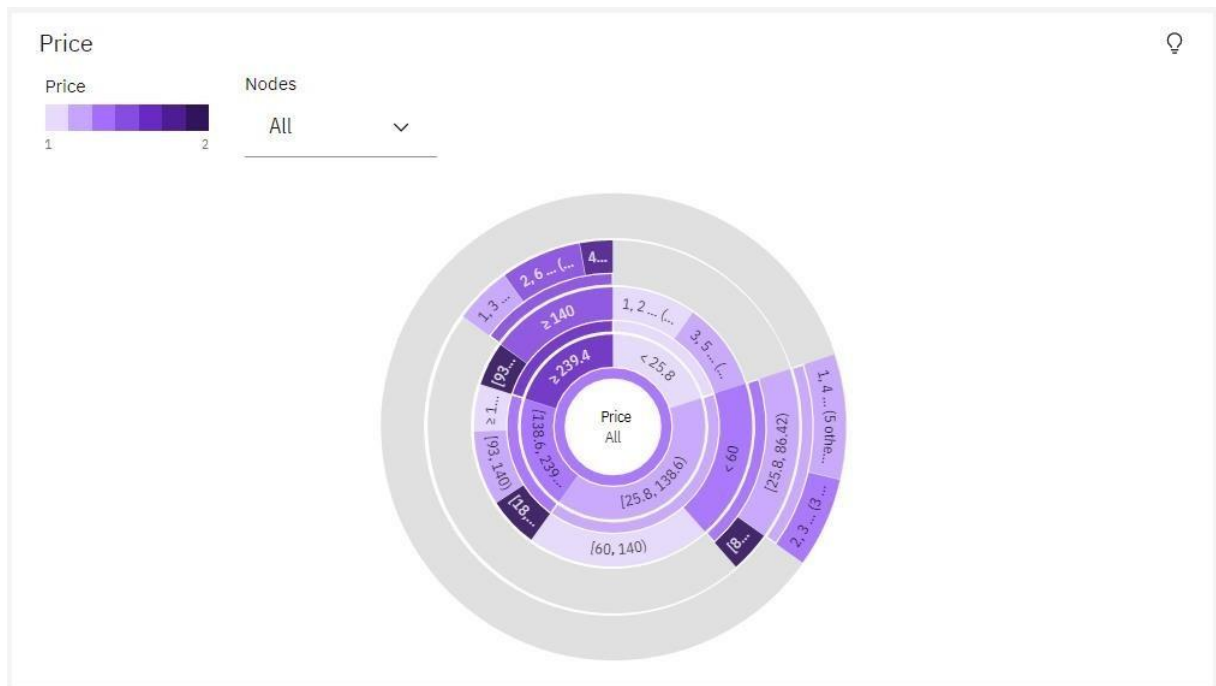 Price
Price
Nodes
All
1
2
4...
2, 6 ... (...
1, 3 ...
1, 2 ... (...
≥ 140
3, 5 ... (...
≥ 239.4
< 25.8
[93...
≥ 1...
[138.6, 239...
Price
All
< 60
[25.8, 86.42)
1, 4 ... (5 othe...
[93, 140)
[25.8, 138.6)
[18,...
[60, 140)
[8...
2, 3 ... (3 ...